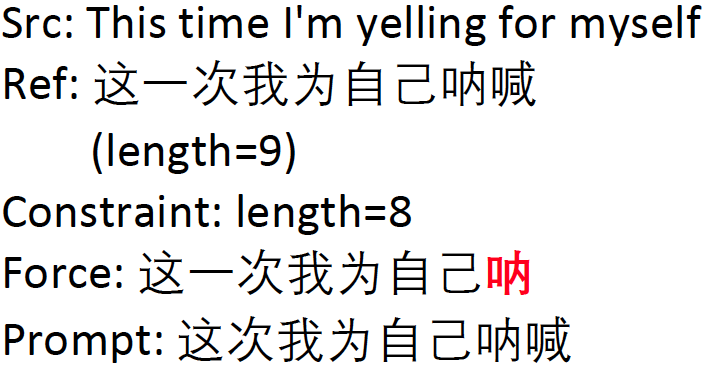 Src: This time I'm yelling for myself
Ref: 这一次我为自己呐喊
(length=9)
Constraint: length=8
Force: 这一次我为自己呐
Prompt: 这次我为自己呐喊